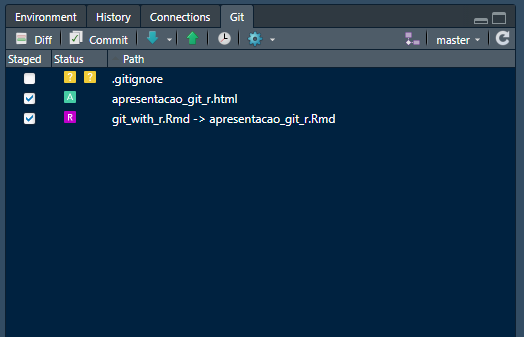 Environment History Connections Git
Diff Commit master
Staged Status Path
? ? .gitignore
A apresentacao_git_r.html
R git_with_r.Rmd -> apresentacao_git_r.Rmd